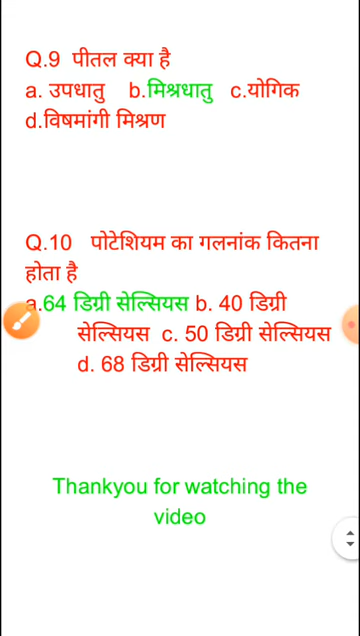 Q.9 पीतल क्या है
a. उपधातु b.मिश्रधातु c.योगिक
d.विषमांगी मिश्रण
Q.10 पोटेशियम का गलनांक कितना
होता है
a.64 डिग्री सेल्सियस b. 40 डिग्री
सेल्सियस c. 50 डिग्री सेल्सियस
d. 68 डिग्री सेल्सियस
Thankyou for watching the
video